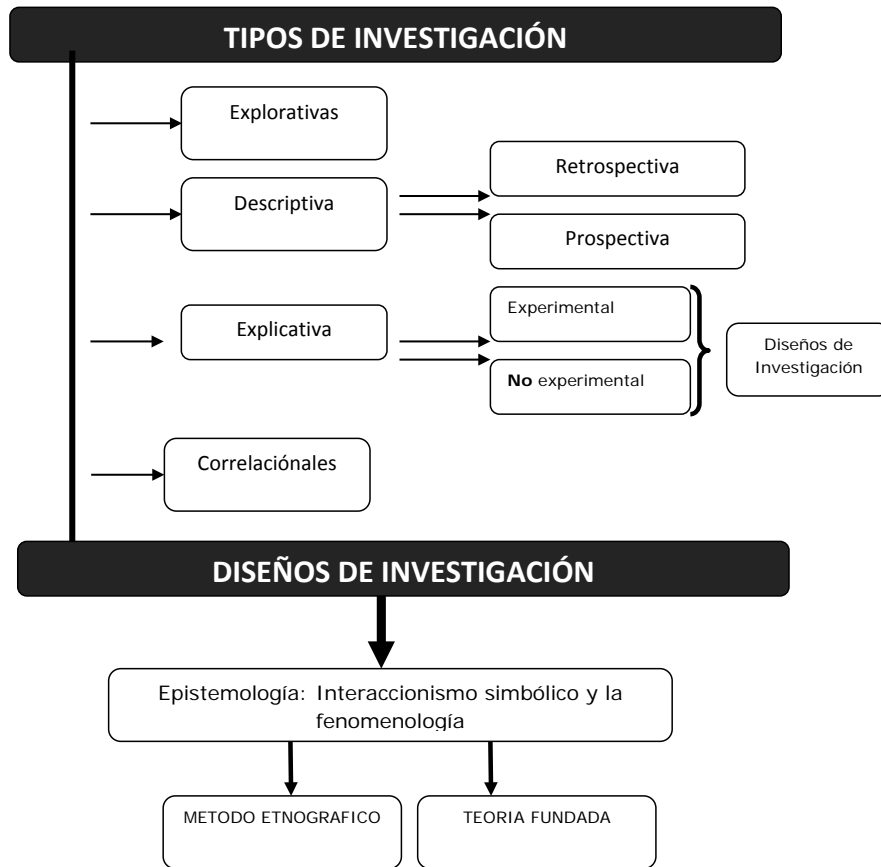 TIPOS DE INVESTIGACIÓN
Explorativas
Descriptiva
Retrospectiva
Prospectiva
Explicativa
Experimental
No experimental
Diseños de
Investigación
Correlaciónales
DISEÑOS DE INVESTIGACIÓN
Epistemología: Interaccionismo simbólico y la
fenomenología
METODO ETNOGRAFICO
TEORIA FUNDADA